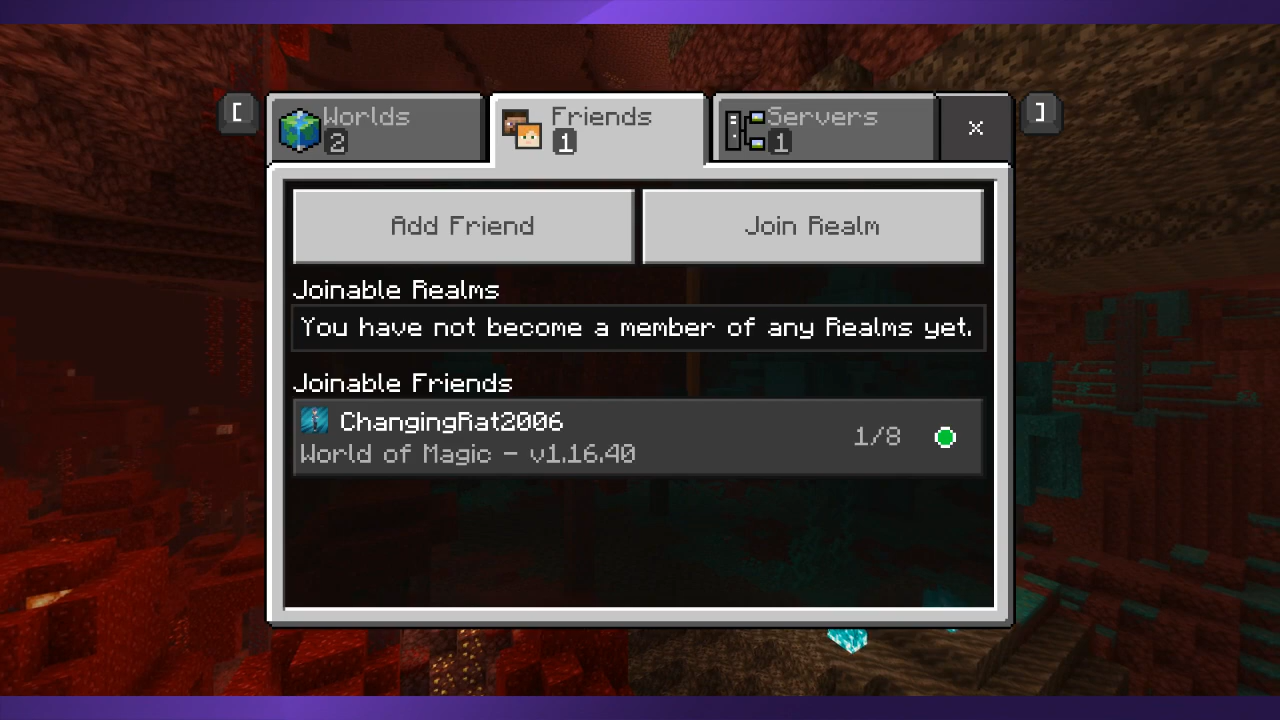 [
Worlds
2
Friends
1
Servers
1
x
]
Add Friend
Join Realm
Joinable Realms
You have not become a member of any Realms yet.
Joinable Friends
ChangingRat2006
World of Magic - v1.16.40
1/8